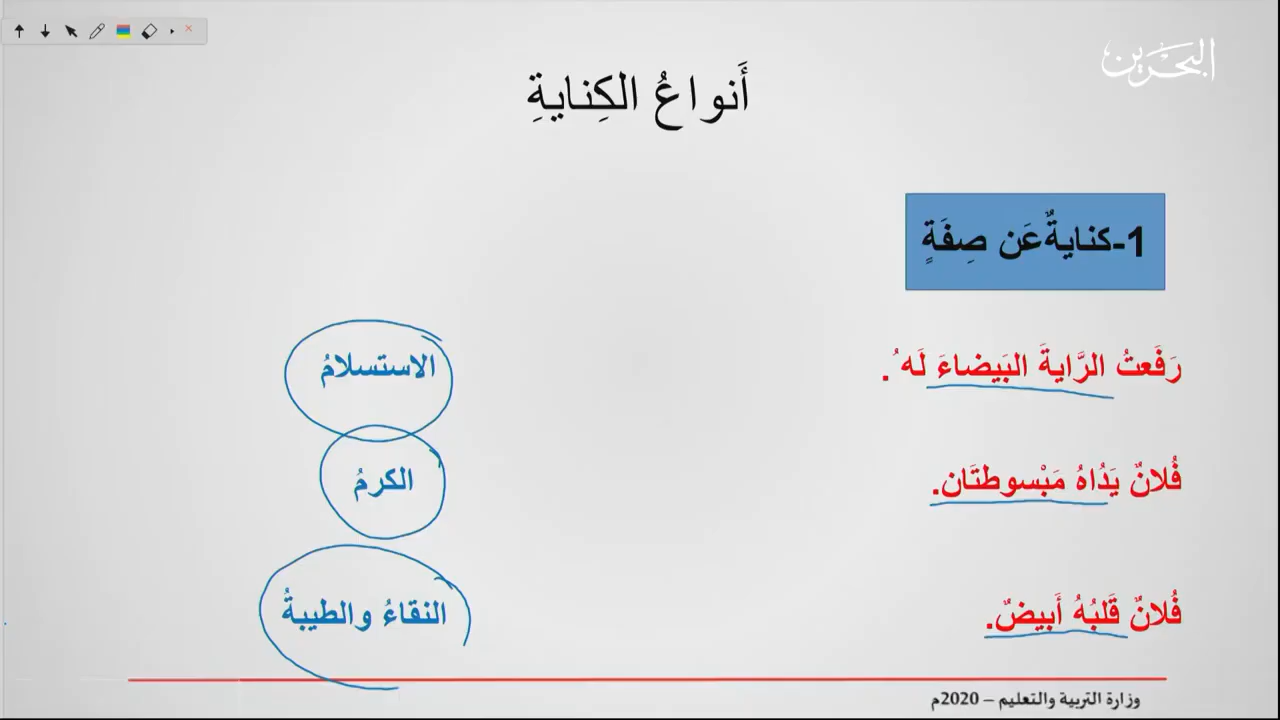 البحرين
أَنواعُ الكِنايةِ
1-كنايةٌ عَن صِفَةٍ
رَفَعتُ الرَّايةَ البَيضاءَ لَه ُ. الاستسلامُ
فُلانٌ يَدُاهُ مَبْسوطتَان. الكرمُ
فُلانٌ قَلبُهُ أَبيضٌ. النقاءُ والطيبةُ
وزارة التربية والتعليم – 2020م